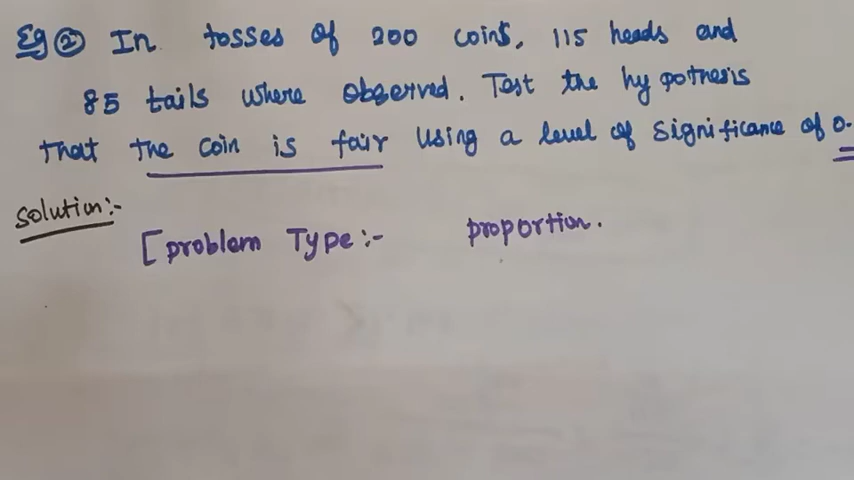 Eg ② In tosses of 200 coins, 115 heads and
85 tails where observed. Test the hypothesis
that the coin is fair using a level of significance of 0.
Solution:-
[problem Type:- proportion.